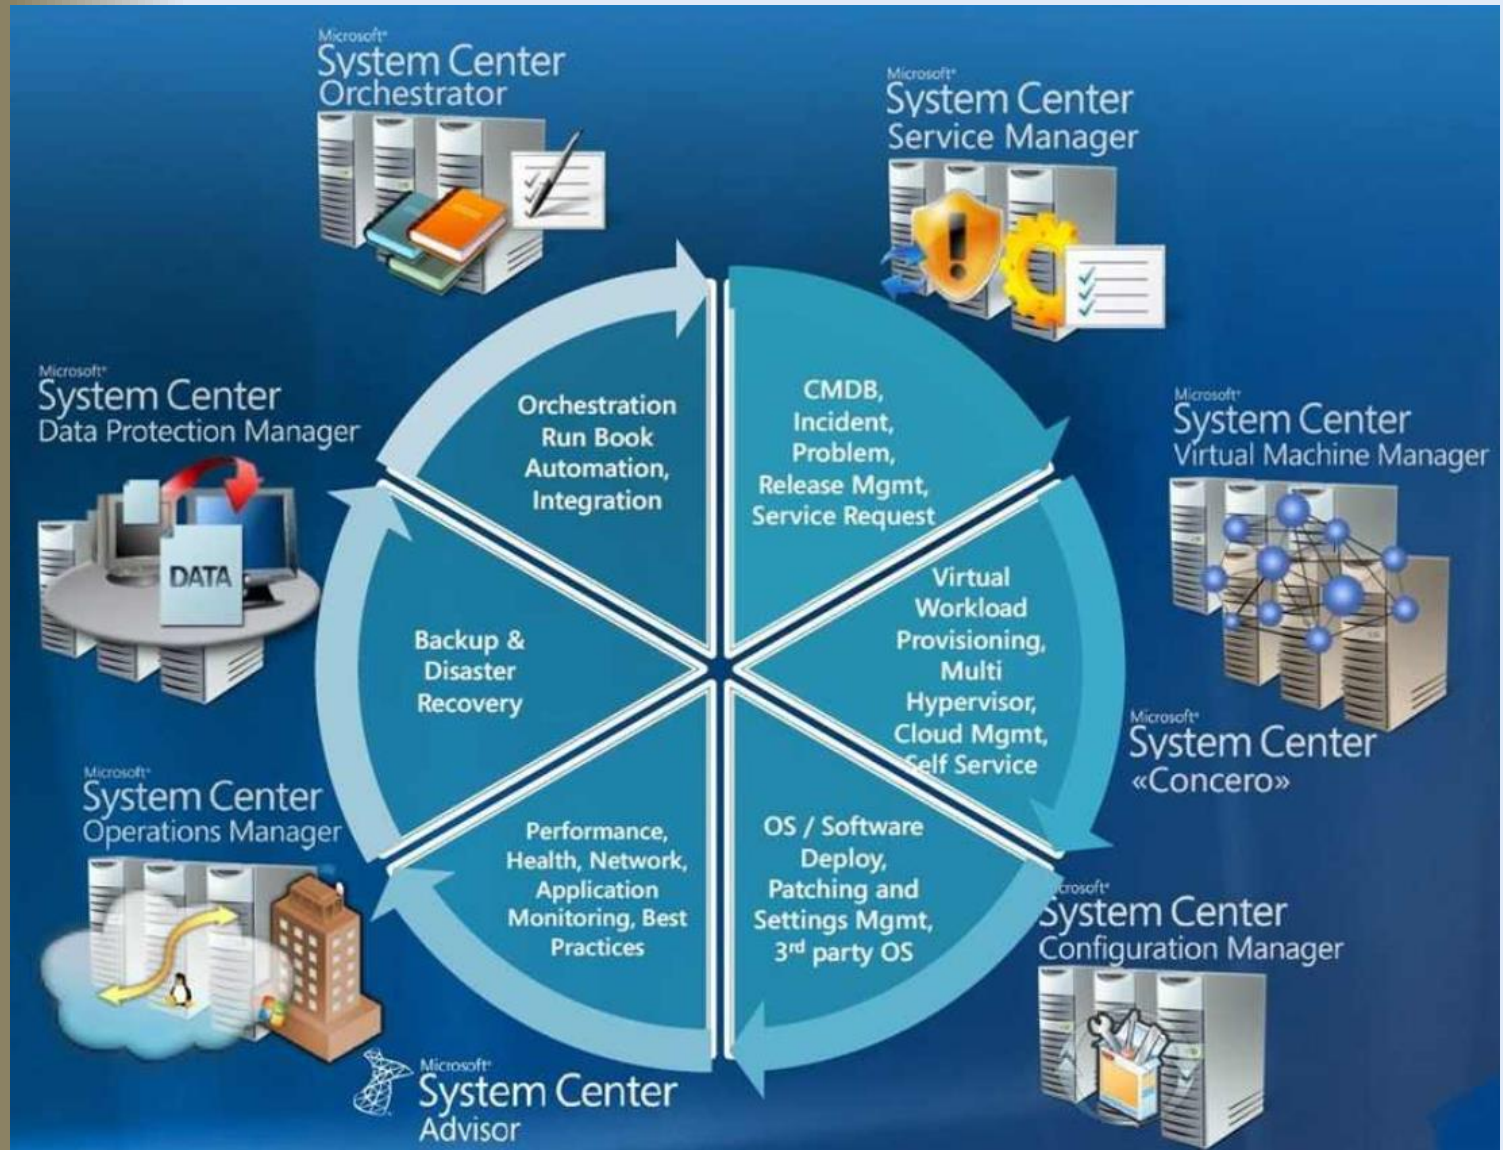 Microsoft®
System Center
Orchestrator
Microsoft®
System Center
Service Manager
Microsoft®
System Center
Data Protection Manager
DATA
Microsoft®
System Center
Virtual Machine Manager
Orchestration
Run Book
Automation,
Integration
CMDB,
Incident,
Problem,
Release Mgmt,
Service Request
Backup &
Disaster
Recovery
Virtual
Workload
Provisioning,
Multi
Hypervisor,
Cloud Mgmt,
Self Service
Microsoft®
System Center
«Concero»
Microsoft®
System Center
Operations Manager
Performance,
Health, Network,
Application
Monitoring, Best
Practices
OS / Software
Deploy,
Patching and
Settings Mgmt,
3rd party OS
crosoft®
System Center
Configuration Manager
Microsoft®
System Center
Advisor